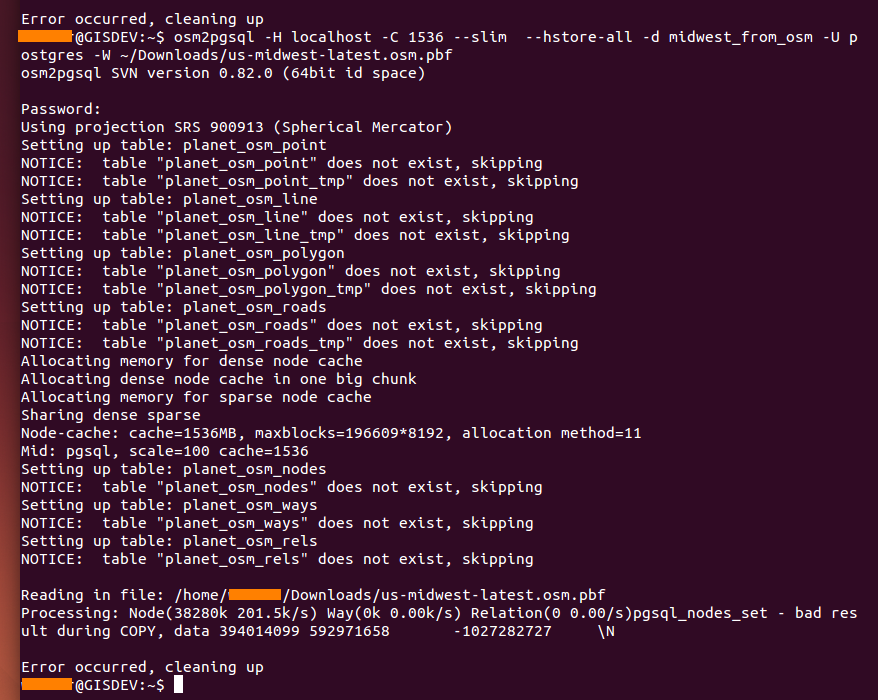 Error occurred, cleaning up
@GISDEV:~$ osm2pgsql -H localhost -C 1536 --slim  --hstore-all -d midwest_from_osm -U p
ostgres -W ~/Downloads/us-midwest-latest.osm.pbf
osm2pgsql SVN version 0.82.0 (64bit id space)
Password:
Using projection SRS 900913 (Spherical Mercator)
Setting up table: planet_osm_point
NOTICE:  table "planet_osm_point" does not exist, skipping
NOTICE:  table "planet_osm_point_tmp" does not exist, skipping
Setting up table: planet_osm_line
NOTICE:  table "planet_osm_line" does not exist, skipping
NOTICE:  table "planet_osm_line_tmp" does not exist, skipping
Setting up table: planet_osm_polygon
NOTICE:  table "planet_osm_polygon" does not exist, skipping
NOTICE:  table "planet_osm_polygon_tmp" does not exist, skipping
Setting up table: planet_osm_roads
NOTICE:  table "planet_osm_roads" does not exist, skipping
NOTICE:  table "planet_osm_roads_tmp" does not exist, skipping
Allocating memory for dense node cache
Allocating dense node cache in one big chunk
Allocating memory for sparse node cache
Sharing dense sparse
Node-cache: cache=1536MB, maxblocks=196609*8192, allocation method=11
Mid: pgsql, scale=100 cache=1536
Setting up table: planet_osm_nodes
NOTICE:  table "planet_osm_nodes" does not exist, skipping
Setting up table: planet_osm_ways
NOTICE:  table "planet_osm_ways" does not exist, skipping
Setting up table: planet_osm_rels
NOTICE:  table "planet_osm_rels" does not exist, skipping
Reading in file: /home/ /Downloads/us-midwest-latest.osm.pbf
Processing: Node(38280k 201.5k/s) Way(0k 0.00k/s) Relation(0 0.00/s)pgsql_nodes_set - bad res
ult during COPY, data 394014099 592971658       -1027282727     \N
Error occurred, cleaning up
@GISDEV:~$